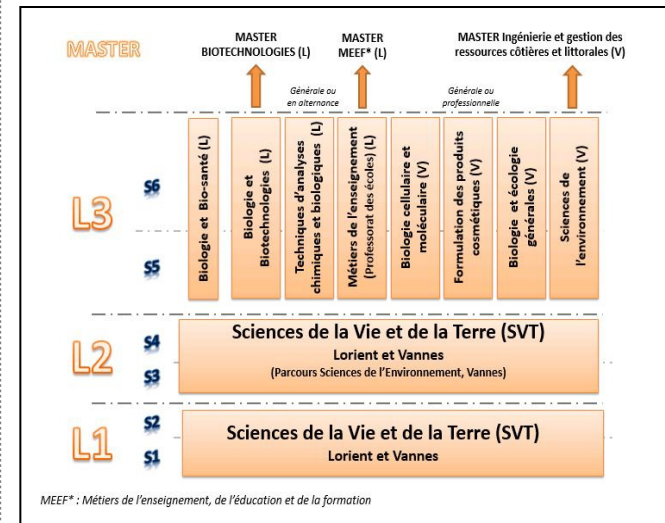 MASTER
MASTER
BIOTECHNOLOGIES (L)
MASTER
MEEF* (L)
MASTER Ingénierie et gestion des
ressources côtières et littorales (V)
Générale ou
en alternance
Générale ou
professionnelle
L3
S6
S5
Biologie et Bio-santé (L)
Biologie et
Biotechnologies (L)
Techniques d'analyses
chimiques et biologiques (L)
Métiers de l'enseignement
(Professorat des écoles) (L)
Biologie cellulaire et
moléculaire (V)
Formulation des produits
cosmétiques (V)
Biologie et écologie
générales (V)
Sciences de
l'environnement (V)
L2
S4
S3
Sciences de la Vie et de la Terre (SVT)
Lorient et Vannes
(Parcours Sciences de l'Environnement, Vannes)
L1
S2
S1
Sciences de la Vie et de la Terre (SVT)
Lorient et Vannes
MEEF* : Métiers de l'enseignement, de l'éducation et de la formation